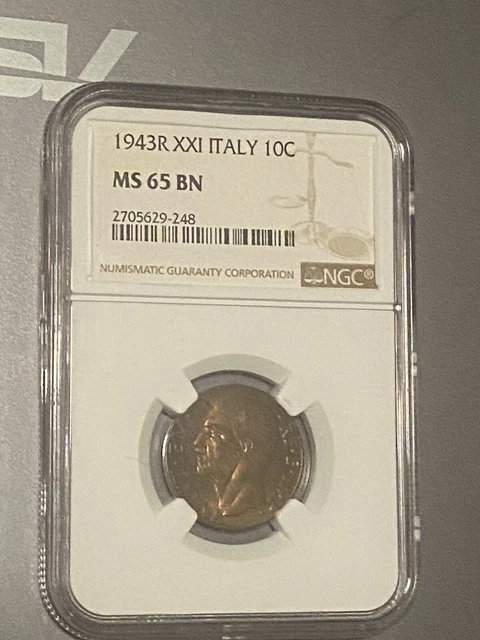 1943R XXI ITALY 10C
MS 65 BN
2705629-248
NUMISMATIC GUARANTY CORPORATION
NGC®